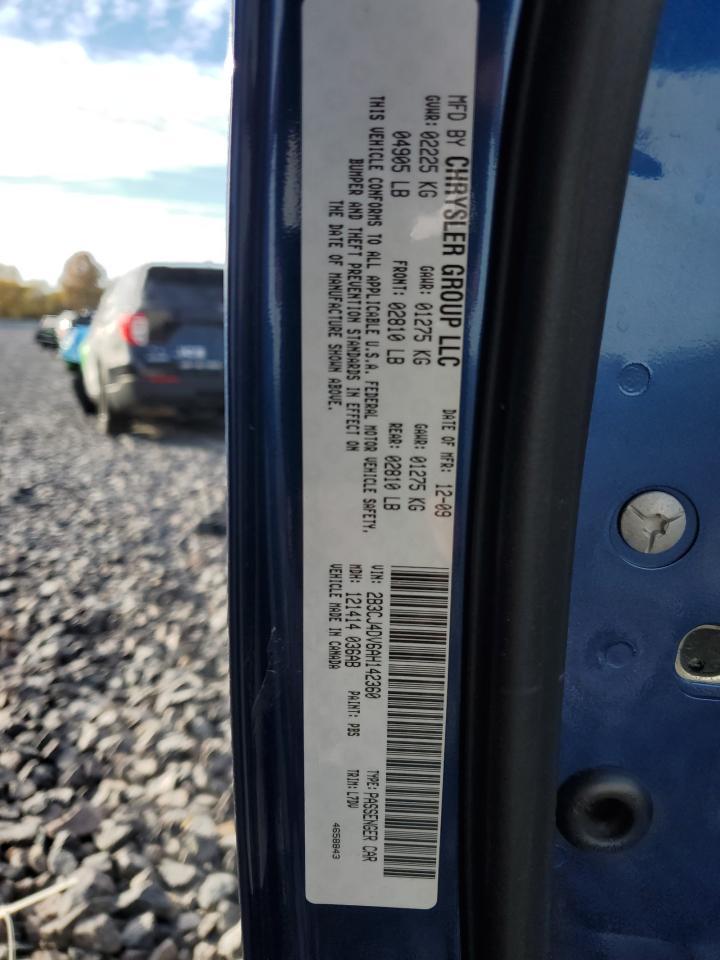 MFD BY CHRYSLER GROUP LLC DATE OF MFR: 12-09
GVWR: 02225 KG GAWR: 01275 KG GAWR: 01275 KG
04905 LB FRONT: 02810 LB REAR: 02810 LB
THIS VEHICLE CONFORMS TO ALL APPLICABLE U.S.A. FEDERAL MOTOR VEHICLE SAFETY,
BUMPER AND THEFT PREVENTION STANDARDS IN EFFECT ON
THE DATE OF MANUFACTURE SHOWN ABOVE.
VIN: 2B3CJ4DV6AH142360 TYPE: PASSENGER CAR
MDH: 121414 036AB PAINT: PBS TRIM: L7DV
VEHICLE MADE IN CANADA 4658843